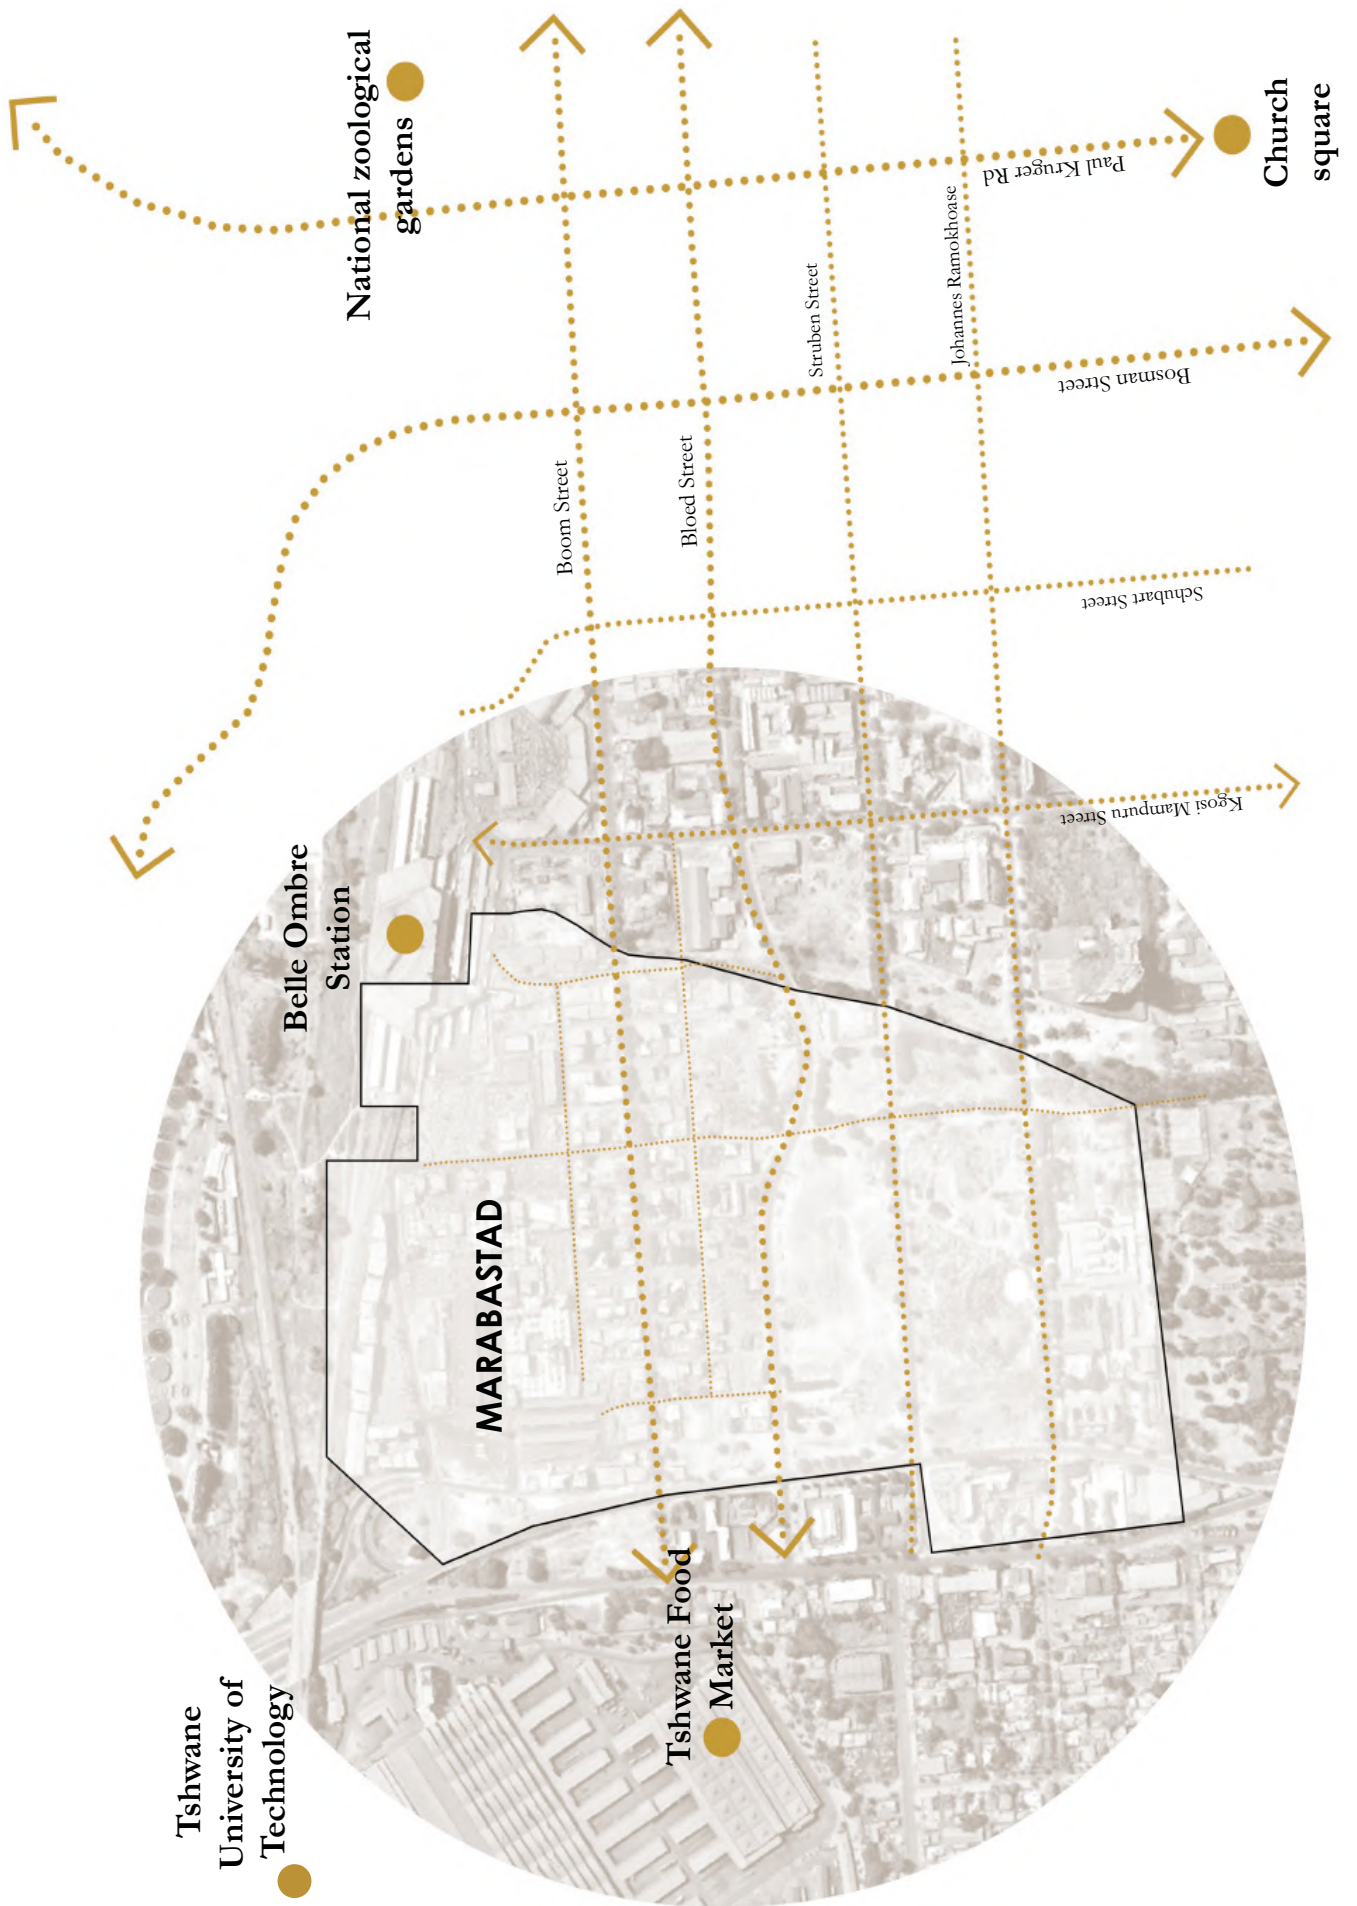 Tshwane
University of
Technology
Belle Ombre
Station
National zoological
gardens
MARABASTAD
Boom Street
Bloed Street
Tshwane Food
Market
Struben Street
Johannes Ramokhoase
Paul Kruger Rd
Bosman Street
Schubart Street
Kgosi Mampuru Street
Church
square